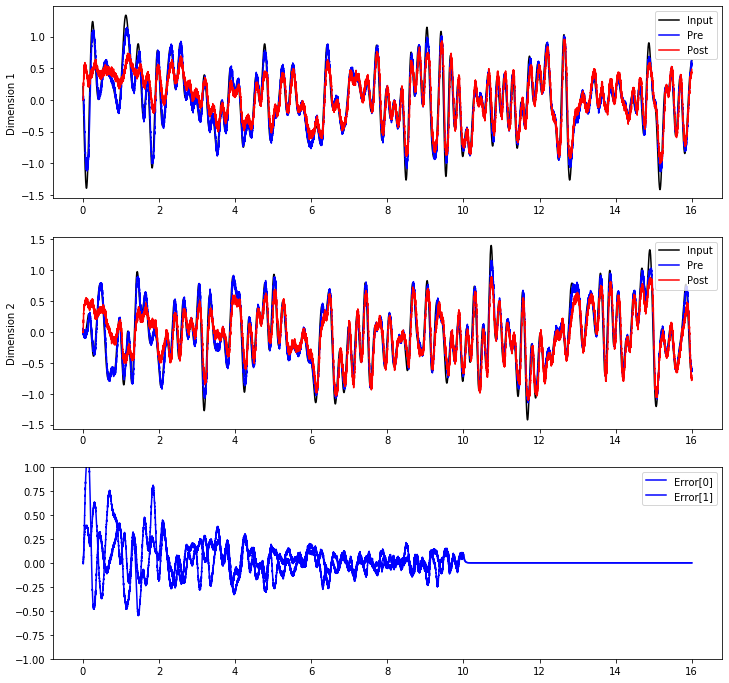 Dimension 1
1.0
0.5
0.0
−0.5
−1.0
−1.5
Input
Pre
Post
0 2 4 6 8 10 12 14 16
Dimension 2
1.5
1.0
0.5
0.0
−0.5
−1.0
−1.5
Input
Pre
Post
0 2 4 6 8 10 12 14 16
1.00
0.75
0.50
0.25
0.00
−0.25
−0.50
−0.75
−1.00
Error[0]
Error[1]
0 2 4 6 8 10 12 14 16